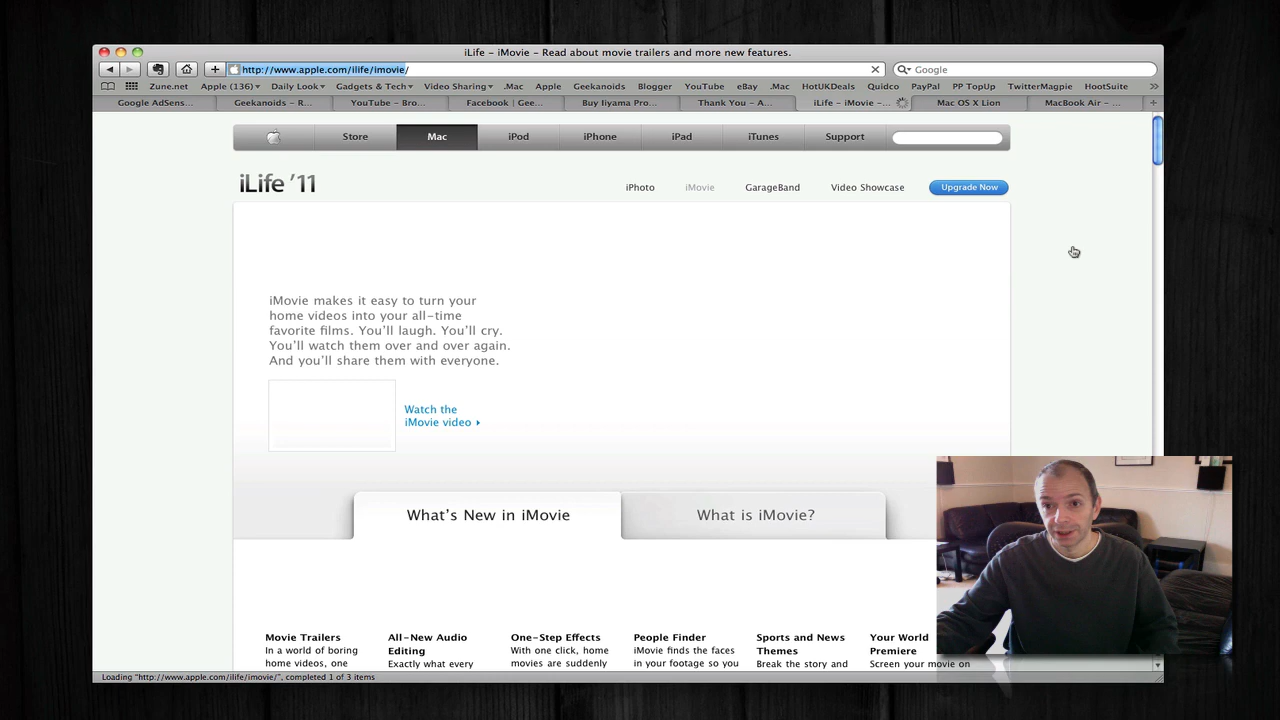 iLife – iMovie – Read about movie trailers and more new features.
http://www.apple.com/ilife/imovie/
Google
Zune.net Apple (136) Daily Look Gadgets & Tech Video Sharing .Mac Apple Geekanoids Blogger YouTube eBay .Mac HotUKDeals Quidco PayPal PP TopUp TwitterMagpie HootSuite
Google AdSens... Geekanoids – R... YouTube – Bro... Facebook | Gee... Buy Iiyama Pro... Thank You – A... iLife – iMovie –... Mac OS X Lion MacBook Air – ...
Store Mac iPod iPhone iPad iTunes Support
iLife ’11
iPhoto iMovie GarageBand Video Showcase Upgrade Now
iMovie makes it easy to turn your
home videos into your all-time
favorite films. You’ll laugh. You’ll cry.
You’ll watch them over and over again.
And you’ll share them with everyone.
Watch the
iMovie video
What’s New in iMovie What is iMovie?
Movie Trailers
In a world of boring
home videos, one
All-New Audio
Editing
Exactly what every
One-Step Effects
With one click, home
movies are suddenly
People Finder
iMovie finds the faces
in your footage so you
Sports and News
Themes
Break the story and
Your World
Premiere
Screen your movie on
Loading “http://www.apple.com/ilife/imovie/”, completed 1 of 3 items